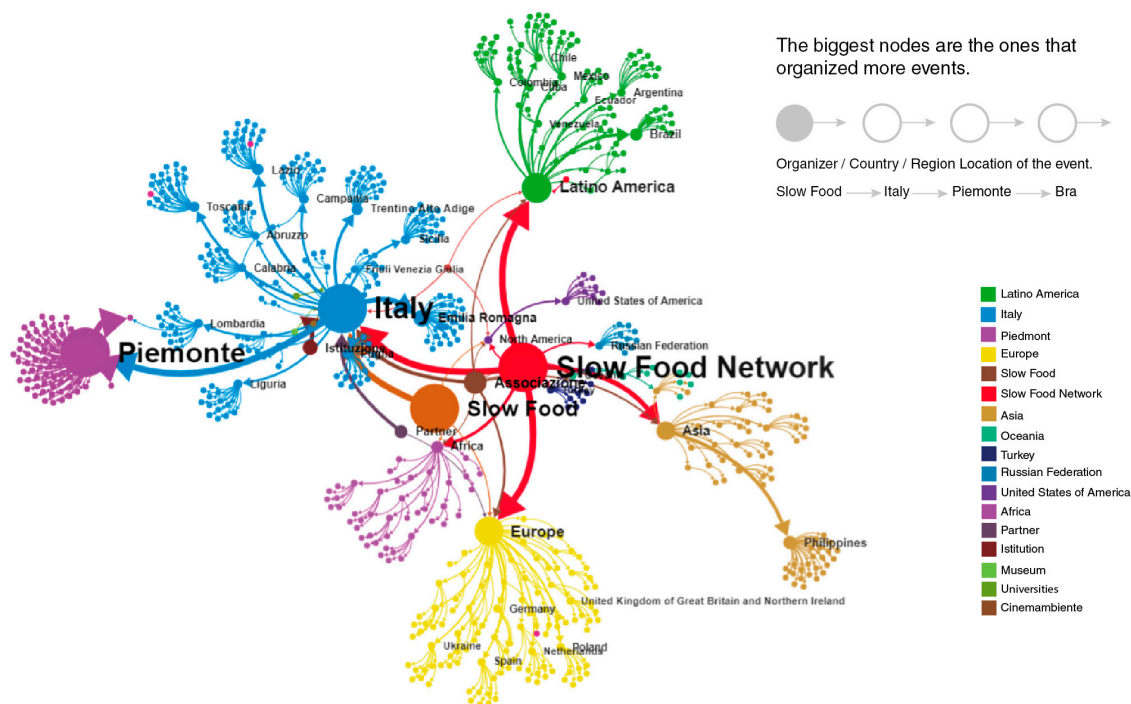 The biggest nodes are the ones that
organized more events.
Organizer / Country / Region Location of the event.
Slow Food Italy Piemonte Bra
Chile
Mexico
Colombia
Cuba
Argentina
Ecuador
Venezuela
Brazil
Latino America
Lazio
Campania
Toscana
Trentino Alto Adige
Abruzzo
Sicilia
Calabria
Friuli Venezia Giulia
Italy
United States of America
Lombardia
Emilia Romagna
North America
Russian Federation
Piemonte
Istituzione
Puglia
Slow Food Network
Liguria
Associazione
Turkey
Slow Food
Partner
Africa
Asia
Europe
Philippines
United Kingdom of Great Britain and Northern Ireland
Germany
Ukraine
Poland
Netherlands
Spain
Latino America
Italy
Piedmont
Europe
Slow Food
Slow Food Network
Asia
Oceania
Turkey
Russian Federation
United States of America
Africa
Partner
Istitution
Museum
Universities
Cinemambiente